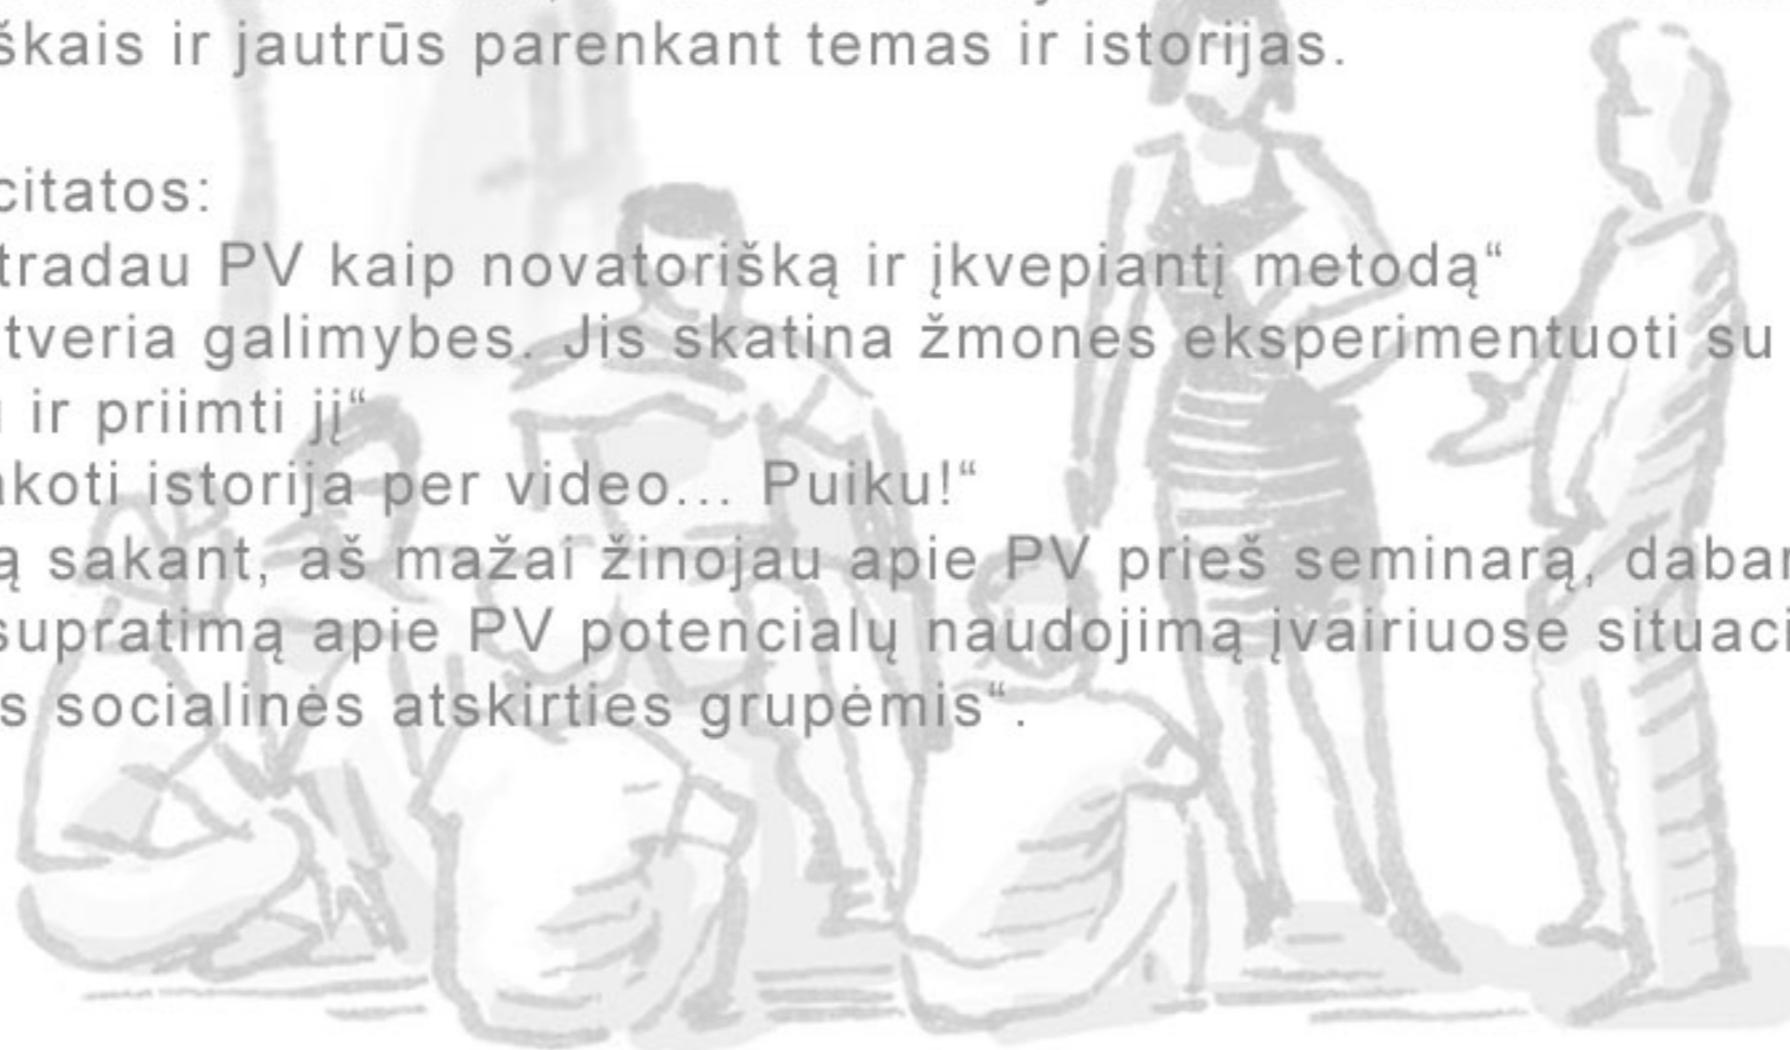 škais ir jautrūs parenkant temas ir istorijas.
citatos:
tradau PV kaip novatorišką ir įkvepiantį metodą“
tveria galimybes. Jis skatina žmones eksperimentuoti su
ir priimti jį“
akoti istorija per video... Puiku!“
ą sakant, aš mažai žinojau apie PV prieš seminarą, dabar
supratimą apie PV potencialų naudojimą įvairiuose situaci
s socialinės atskirties grupėmis“.